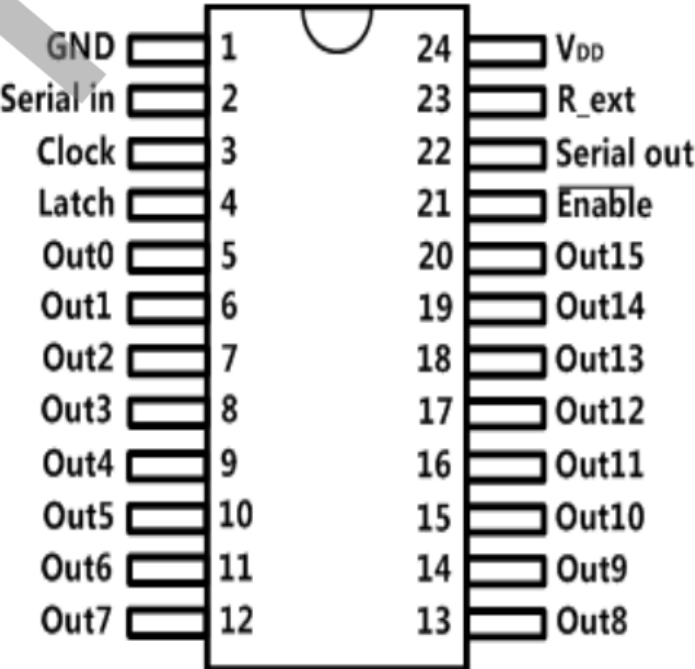 GND 1 24 VDD
Serial in 2 23 R_ext
Clock 3 22 Serial out
Latch 4 21 Enable
Out0 5 20 Out15
Out1 6 19 Out14
Out2 7 18 Out13
Out3 8 17 Out12
Out4 9 16 Out11
Out5 10 15 Out10
Out6 11 14 Out9
Out7 12 13 Out8